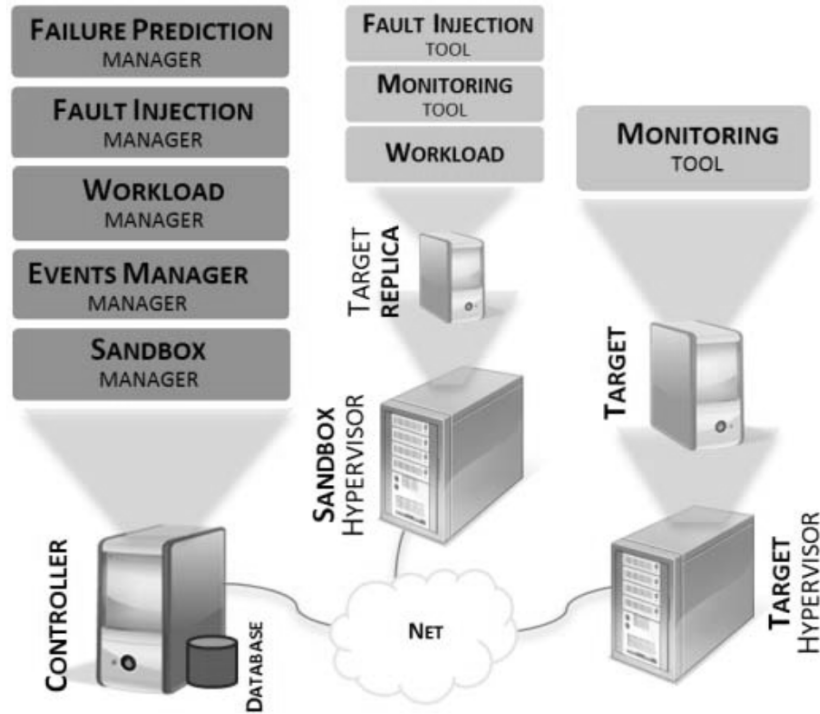 FAILURE PREDICTION
MANAGER
FAULT INJECTION
MANAGER
WORKLOAD
MANAGER
EVENTS MANAGER
MANAGER
SANDBOX
MANAGER
CONTROLLER
DATABASE
FAULT INJECTION
TOOL
MONITORING
TOOL
WORKLOAD
TARGET
REPLICA
SANDBOX
HYPERVISOR
NET
MONITORING
TOOL
TARGET
TARGET
HYPERVISOR